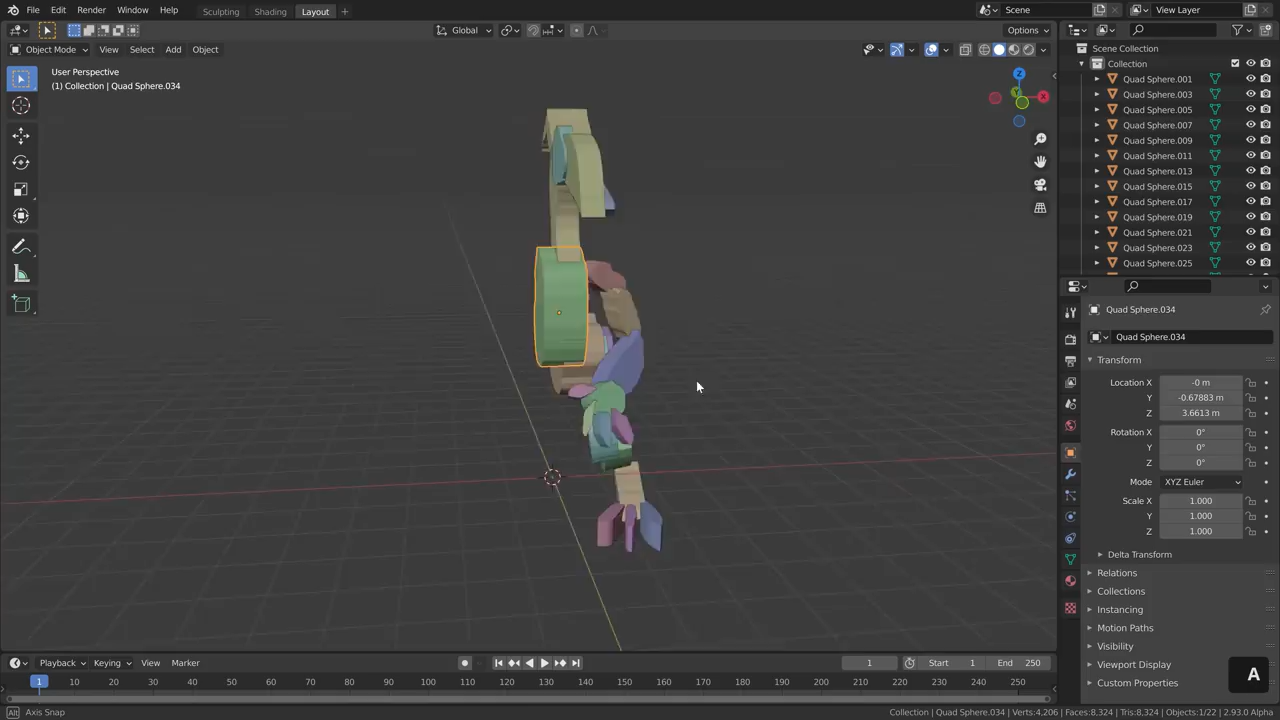 File Edit Render Window Help Sculpting Shading Layout Scene View Layer
Global Options
Object Mode View Select Add Object
User Perspective
(1) Collection | Quad Sphere.034
Z
X
Scene Collection
Collection
Quad Sphere.001
Quad Sphere.003
Quad Sphere.005
Quad Sphere.007
Quad Sphere.009
Quad Sphere.011
Quad Sphere.013
Quad Sphere.015
Quad Sphere.017
Quad Sphere.019
Quad Sphere.021
Quad Sphere.023
Quad Sphere.025
Quad Sphere.034
Quad Sphere.034
Transform
Location X -0 m
Y -0.67883 m
Z 3.6613 m
Rotation X 0°
Y 0°
Z 0°
Mode XYZ Euler
Scale X 1.000
Y 1.000
Z 1.000
Delta Transform
Relations
Collections
Instancing
Motion Paths
Visibility
Viewport Display
Custom Properties
A
Playback Keying View Marker 1 Start 1 End 250
1 10 20 30 40 50 60 70 80 90 100 110 120 130 140 150 160 170 180 190 200 210 220 230 240 250
Alt Axis Snap Collection | Quad Sphere.034 | Verts:4,206 | Faces:8,324 | Tris:8,324 | Objects:1/22 | 2.93.0 Alpha